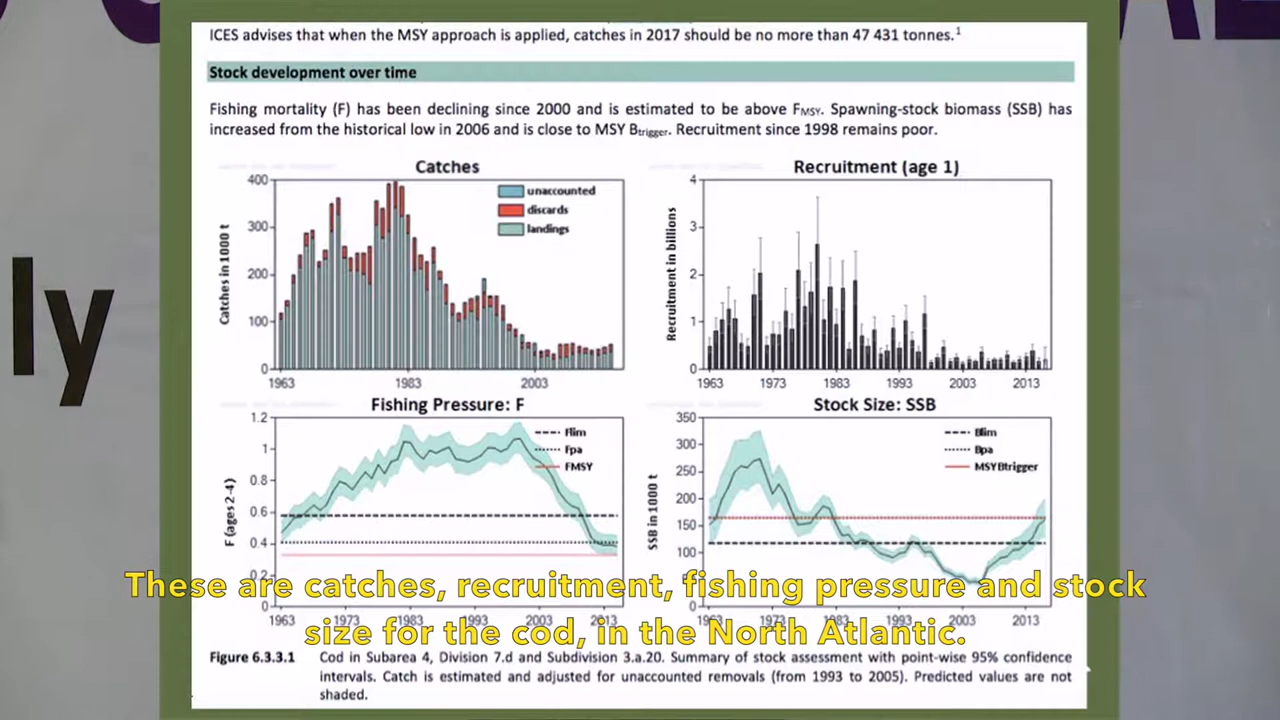 ICES advises that when the MSY approach is applied, catches in 2017 should be no more than 47 431 tonnes.¹
Stock development over time
Fishing mortality (F) has been declining since 2000 and is estimated to be above FMSY. Spawning-stock biomass (SSB) has
increased from the historical low in 2006 and is close to MSY Btrigger. Recruitment since 1998 remains poor.
Catches
400
300
200
100
0
Catches in 1000 t
unaccounted
discards
landings
1963 1983 2003
Recruitment (age 1)
4
3
2
1
0
Recruitment in billions
1963 1973 1983 1993 2003 2013
Fishing Pressure: F
1.2
1
0.8
0.6
0.4
0.2
0
F (ages 2-4)
Flim
Fpa
FMSY
1963 1973 1983 1993 2003 2013
Stock Size: SSB
350
300
250
200
150
100
50
0
SSB in 1000 t
Blim
Bpa
MSY Btrigger
1963 1973 1983 1993 2003 2013
ly
These are catches, recruitment, fishing pressure and stock
size for the cod, in the North Atlantic.
Figure 6.3.3.1 Cod in Subarea 4, Division 7.d and Subdivision 3.a.20. Summary of stock assessment with point-wise 95% confidence
intervals. Catch is estimated and adjusted for unaccounted removals (from 1993 to 2005). Predicted values are not
shaded.